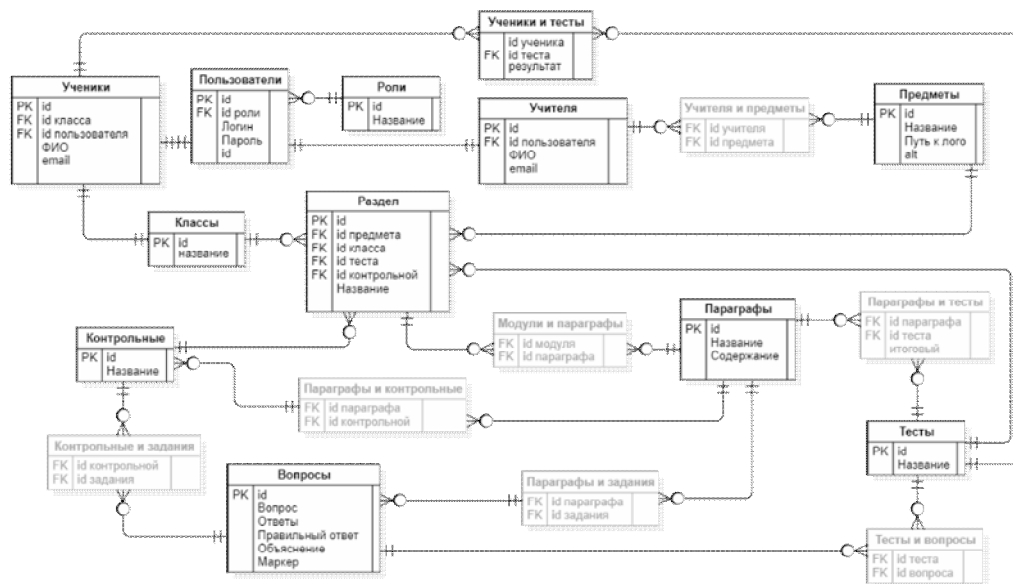 Ученики и тесты
id ученика
FK id теста
результат
Ученики
PK id
FK id класса
FK id пользователя
ФИО
email
Пользователи
PK id
FK id роли
Логин
Пароль
id
Роли
PK id
Название
Учителя
PK id
FK id пользователя
ФИО
email
Учителя и предметы
FK id учителя
FK id предмета
Предметы
PK id
Название
Путь к лого
alt
Классы
PK id
название
Раздел
PK id
FK id предмета
FK id класса
FK id теста
FK id контрольной
Название
Контрольные
PK id
Название
Модули и параграфы
FK id модуля
FK id параграфа
Параграфы
PK id
Название
Содержание
Параграфы и тесты
FK id параграфа
FK id теста
итоговый
Параграфы и контрольные
FK id параграфа
FK id контрольной
Контрольные и задания
FK id контрольной
FK id задания
Вопросы
PK id
Вопрос
Ответы
Правильный ответ
Объяснение
Маркер
Параграфы и задания
FK id параграфа
FK id задания
Тесты
PK id
Название
Тесты и вопросы
FK id теста
FK id вопроса